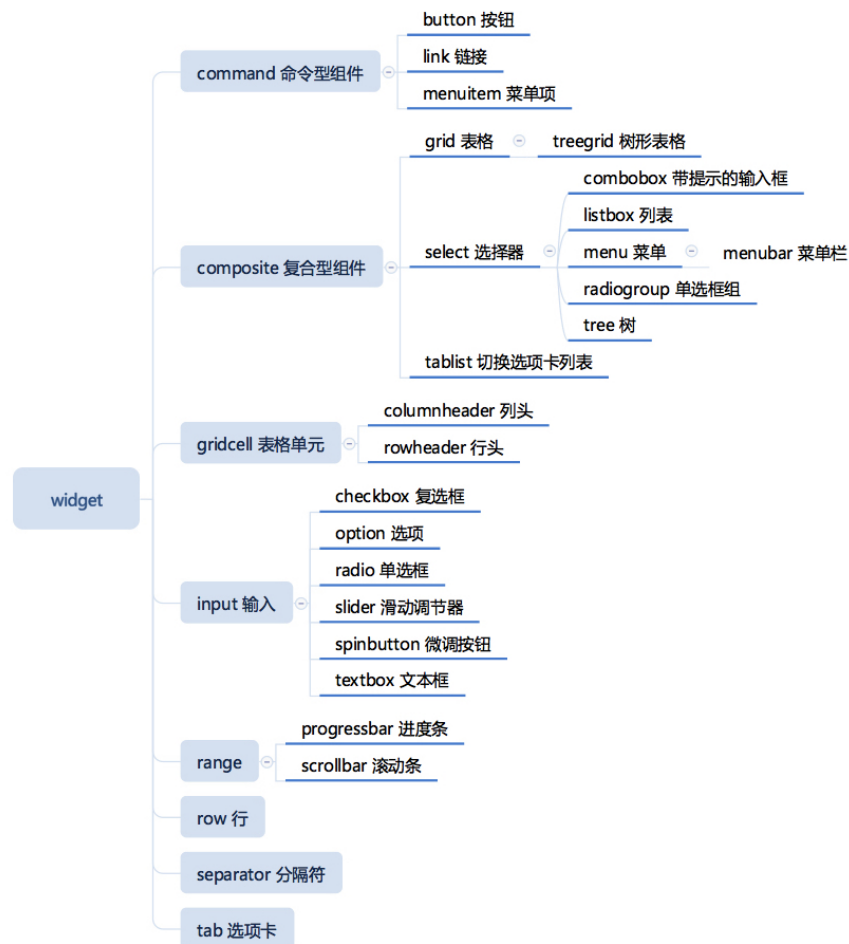 widget
command 命令型组件
button 按钮
link 链接
menuitem 菜单项
composite 复合型组件
grid 表格
treegrid 树形表格
select 选择器
combobox 带提示的输入框
listbox 列表
menu 菜单
menubar 菜单栏
radiogroup 单选框组
tree 树
tablist 切换选项卡列表
gridcell 表格单元
columnheader 列头
rowheader 行头
input 输入
checkbox 复选框
option 选项
radio 单选框
slider 滑动调节器
spinbutton 微调按钮
textbox 文本框
range
progressbar 进度条
scrollbar 滚动条
row 行
separator 分隔符
tab 选项卡